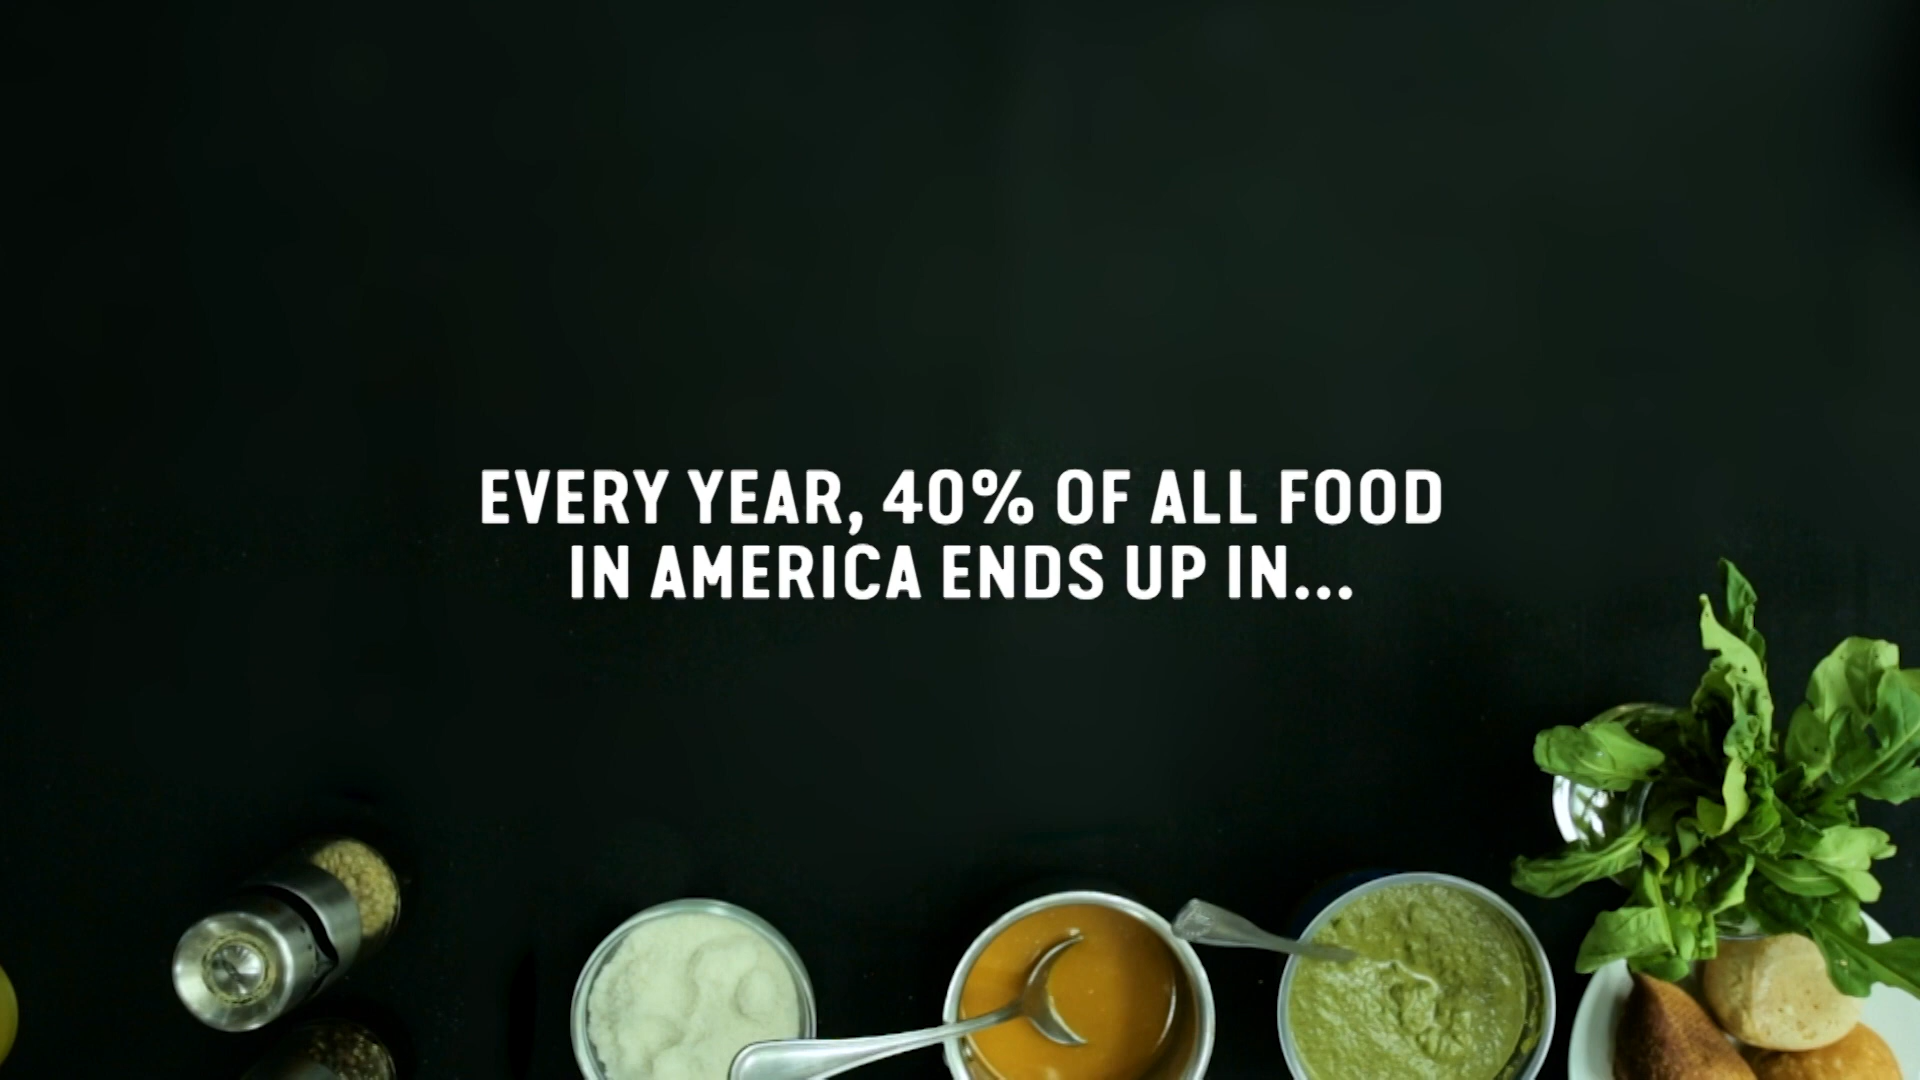 EVERY YEAR, 40% OF ALL FOOD
IN AMERICA ENDS UP IN...